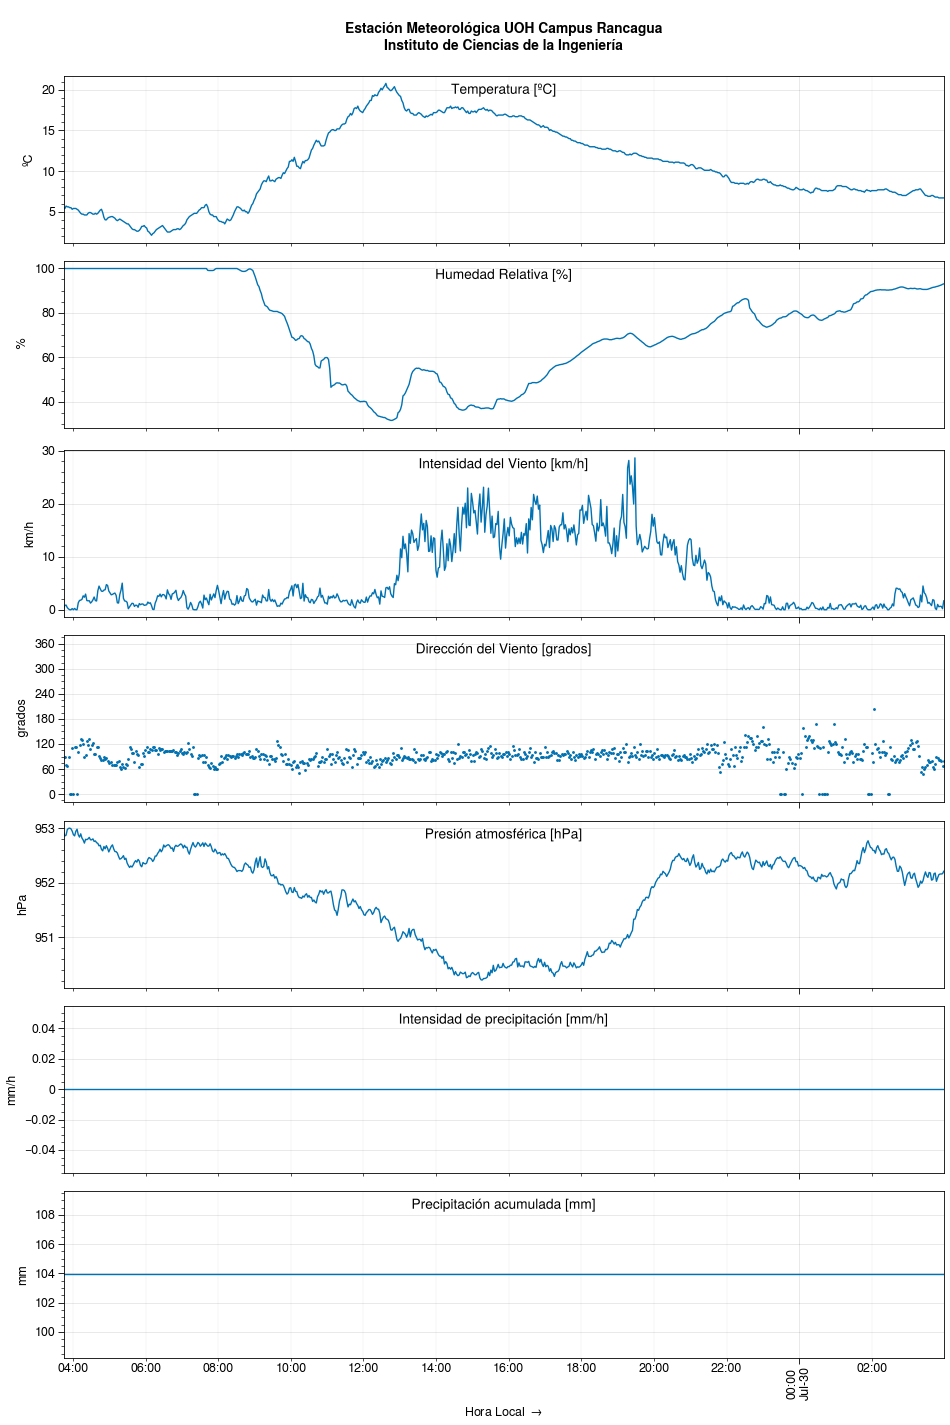 Estación Meteorológica UOH Campus Rancagua
Instituto de Ciencias de la Ingeniería
Temperatura [ºC]
ºC
20
15
10
5
Humedad Relativa [%]
%
100
80
60
40
Intensidad del Viento [km/h]
km/h
30
20
10
0
Dirección del Viento [grados]
grados
360
300
240
180
120
60
0
Presión atmosférica [hPa]
hPa
953
952
951
Intensidad de precipitación [mm/h]
mm/h
0.04
0.02
0
−0.02
−0.04
Precipitación acumulada [mm]
mm
108
106
104
102
100
04:00 06:00 08:00 10:00 12:00 14:00 16:00 18:00 20:00 22:00 00:00 02:00
Jul-30
Hora Local →